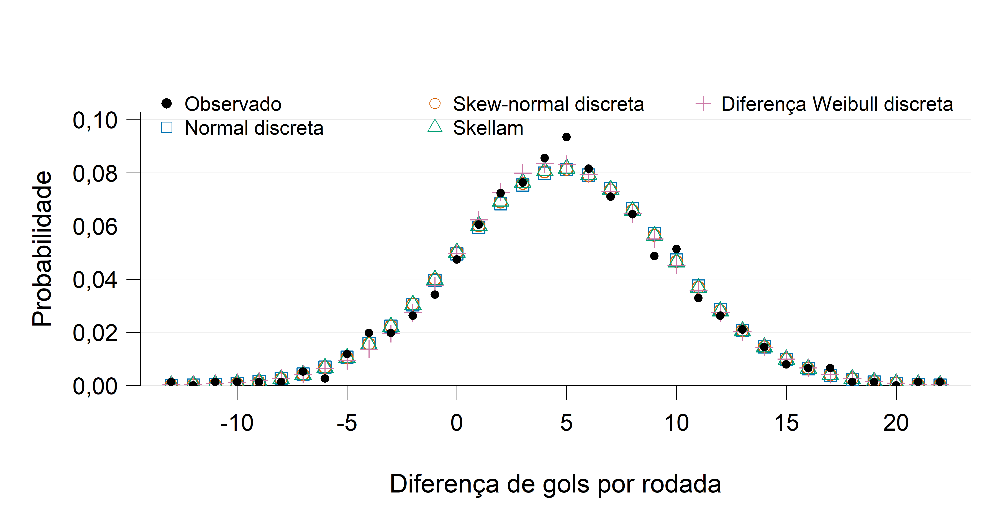 Observado
Skew-normal discreta
Diferença Weibull discreta
Normal discreta
Skellam
Probabilidade
0,10
0,08
0,06
0,04
0,02
0,00
-10 -5 0 5 10 15 20
Diferença de gols por rodada